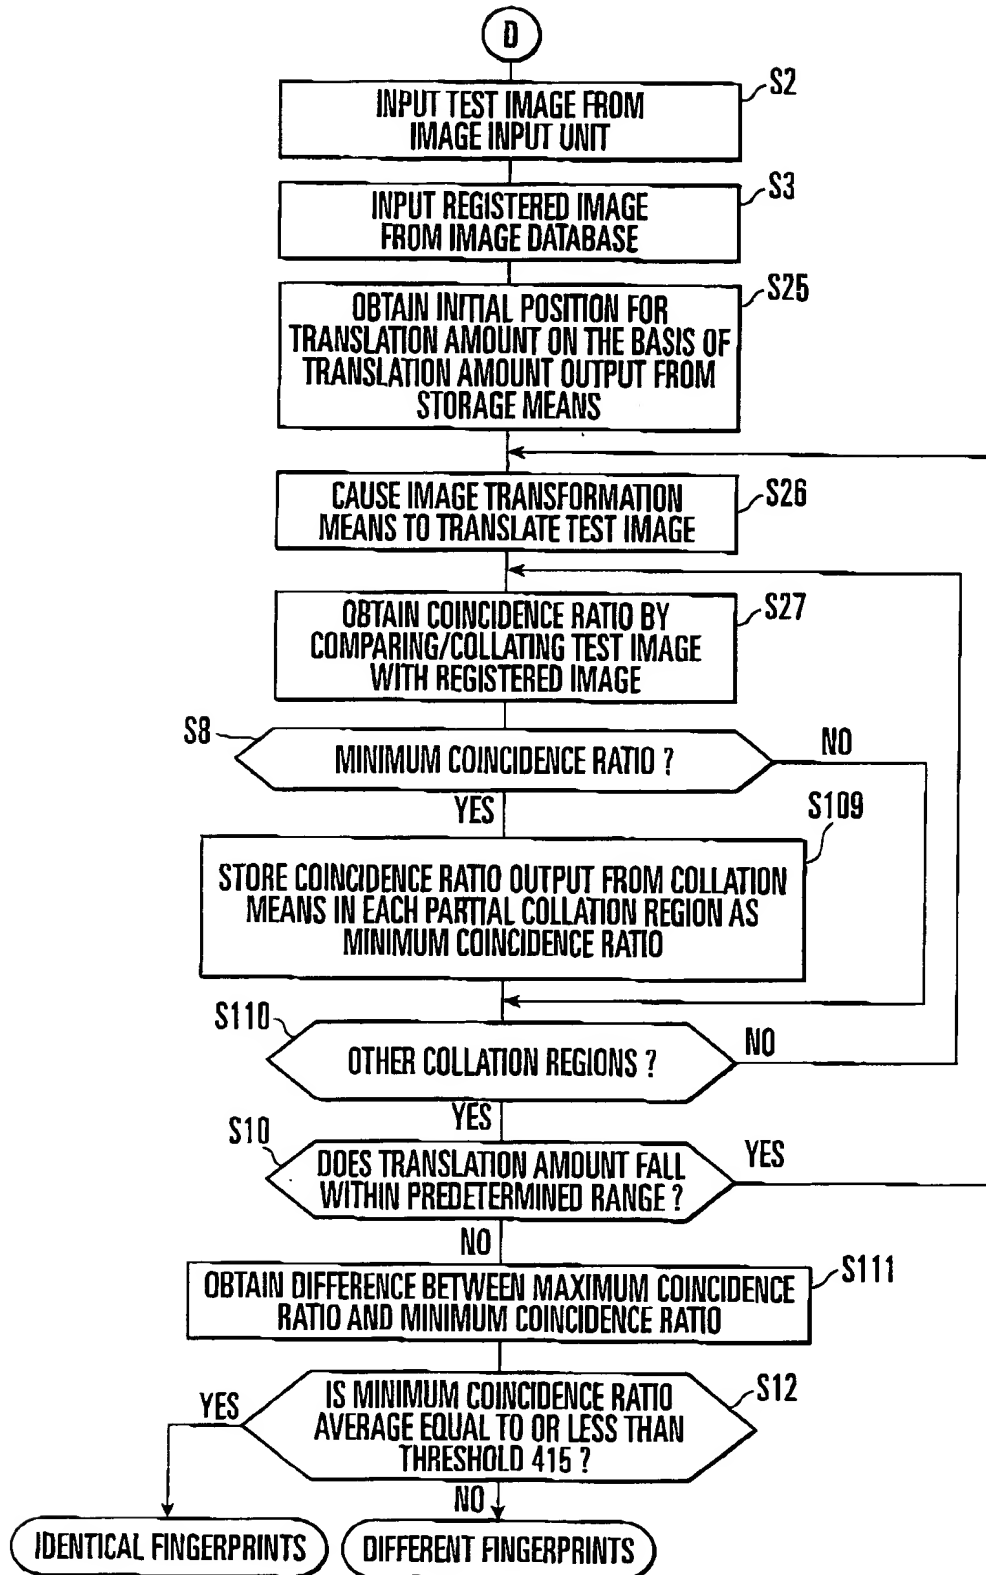 D
S2
INPUT TEST IMAGE FROM
IMAGE INPUT UNIT
S3
INPUT REGISTERED IMAGE
FROM IMAGE DATABASE
S25
OBTAIN INITIAL POSITION FOR
TRANSLATION AMOUNT ON THE BASIS OF
TRANSLATION AMOUNT OUTPUT FROM
STORAGE MEANS
S26
CAUSE IMAGE TRANSFORMATION
MEANS TO TRANSLATE TEST IMAGE
S27
OBTAIN COINCIDENCE RATIO BY
COMPARING/COLLATING TEST IMAGE
WITH REGISTERED IMAGE
S8
MINIMUM COINCIDENCE RATIO ?
NO
YES
S109
STORE COINCIDENCE RATIO OUTPUT FROM COLLATION
MEANS IN EACH PARTIAL COLLATION REGION AS
MINIMUM COINCIDENCE RATIO
S110
OTHER COLLATION REGIONS ?
NO
YES
S10
DOES TRANSLATION AMOUNT FALL
WITHIN PREDETERMINED RANGE ?
YES
NO
S111
OBTAIN DIFFERENCE BETWEEN MAXIMUM COINCIDENCE
RATIO AND MINIMUM COINCIDENCE RATIO
S12
IS MINIMUM COINCIDENCE RATIO
AVERAGE EQUAL TO OR LESS THAN
THRESHOLD 415 ?
YES
NO
IDENTICAL FINGERPRINTS
DIFFERENT FINGERPRINTS